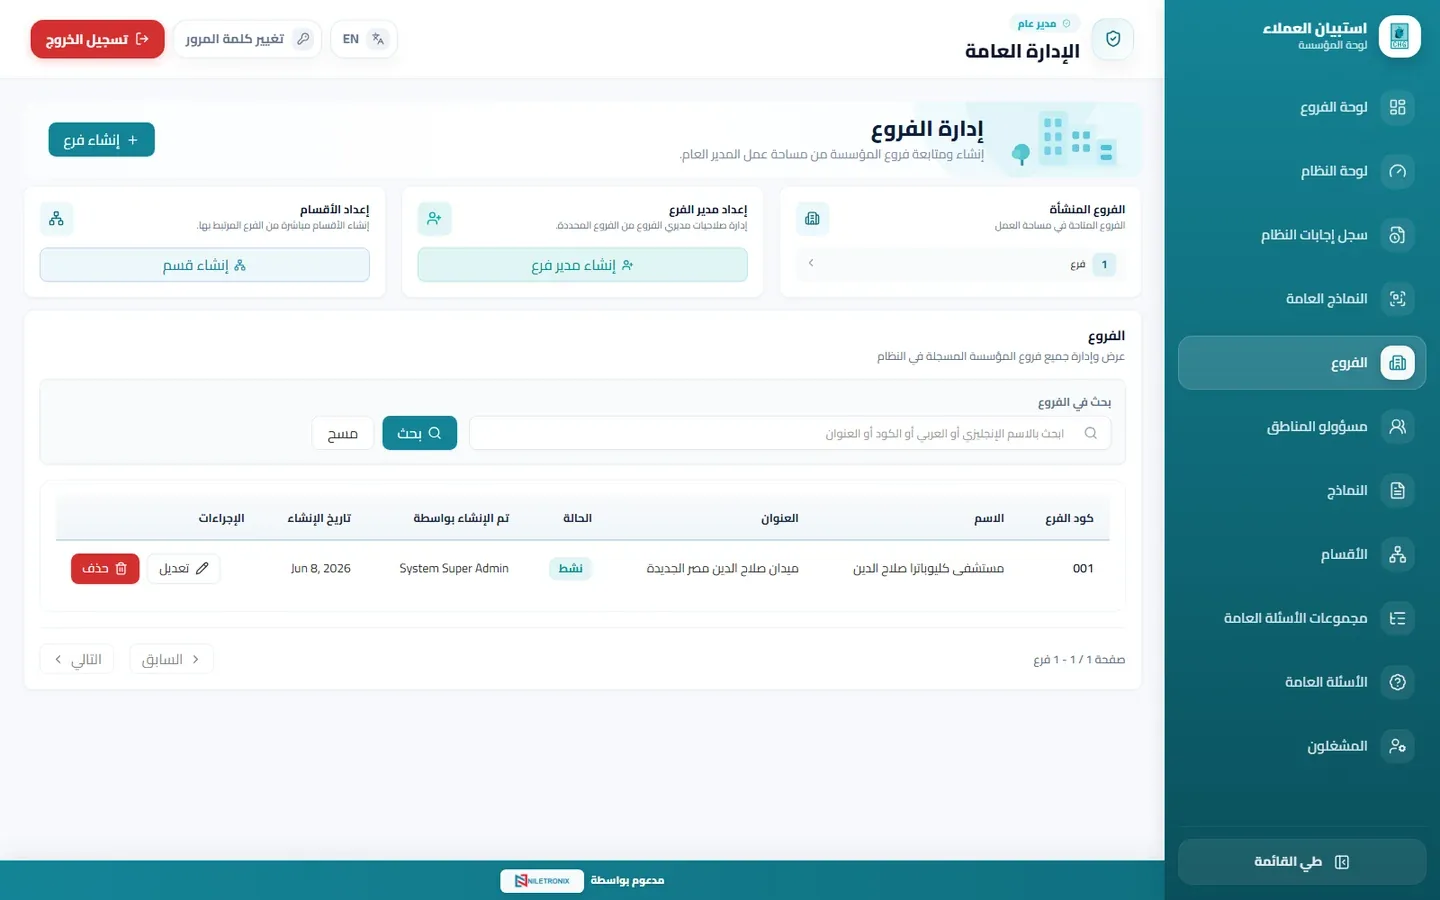 استبيان العملاء
لوحة المؤسسة
CHG
لوحة الفروع
لوحة النظام
سجل إجابات النظام
النماذج العامة
الفروع
مسؤولو المناطق
النماذج
الأقسام
مجموعات الأسئلة العامة
الأسئلة العامة
المشغلون
طي القائمة
مدير عام
الإدارة العامة
EN
تغيير كلمة المرور
تسجيل الخروج
إدارة الفروع
إنشاء ومتابعة فروع المؤسسة من مساحة عمل المدير العام.
+ إنشاء فرع
الفروع المنشأة
الفروع المتاحة في مساحة العمل
1 فرع
إعداد مدير الفرع
إدارة صلاحيات مديري الفروع من الفروع المحددة.
إنشاء مدير فرع
إعداد الأقسام
إنشاء الأقسام مباشرة من الفرع المرتبط بها.
إنشاء قسم
الفروع
عرض وإدارة جميع فروع المؤسسة المسجلة في النظام
بحث في الفروع
ابحث بالاسم الإنجليزي أو العربي أو الكود أو العنوان
بحث
مسح
كود الفرع الاسم العنوان الحالة تم الإنشاء بواسطة تاريخ الإنشاء الإجراءات
001 مستشفى كليوباترا صلاح الدين ميدان صلاح الدين مصر الجديدة نشط System Super Admin Jun 8, 2026 تعديل حذف
صفحة 1 / 1 - 1 فرع
السابق
التالي
مدعوم بواسطة
NILETRONIX